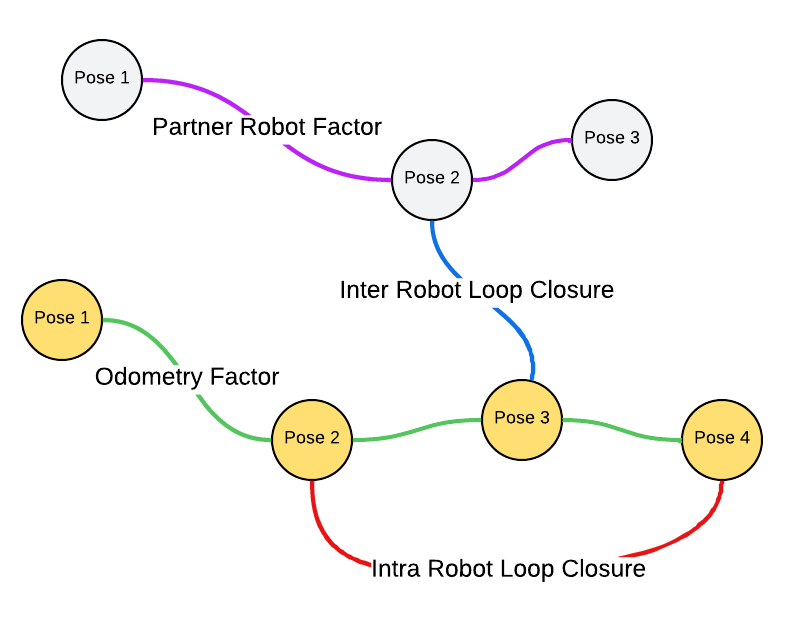 Pose 1
Partner Robot Factor
Pose 3
Pose 2
Inter Robot Loop Closure
Pose 1
Odometry Factor
Pose 2
Pose 3
Pose 4
Intra Robot Loop Closure